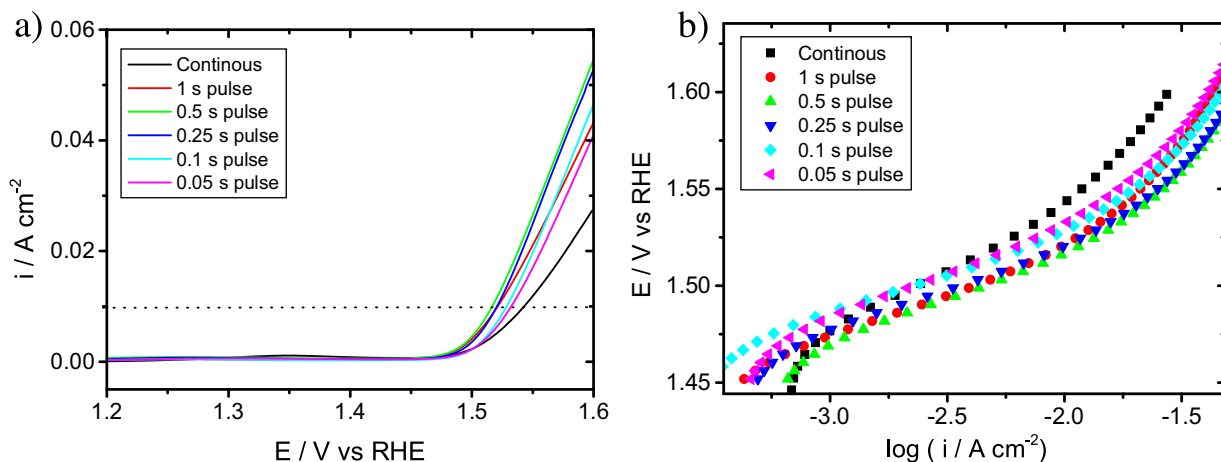 a)
0.06
0.04
0.02
0.00
i / A cm-2
Continous
1 s pulse
0.5 s pulse
0.25 s pulse
0.1 s pulse
0.05 s pulse
1.2 1.3 1.4 1.5 1.6
E / V vs RHE
b)
1.60
1.55
1.50
1.45
E / V vs RHE
Continous
1 s pulse
0.5 s pulse
0.25 s pulse
0.1 s pulse
0.05 s pulse
-3.0 -2.5 -2.0 -1.5
log ( i / A cm-2)